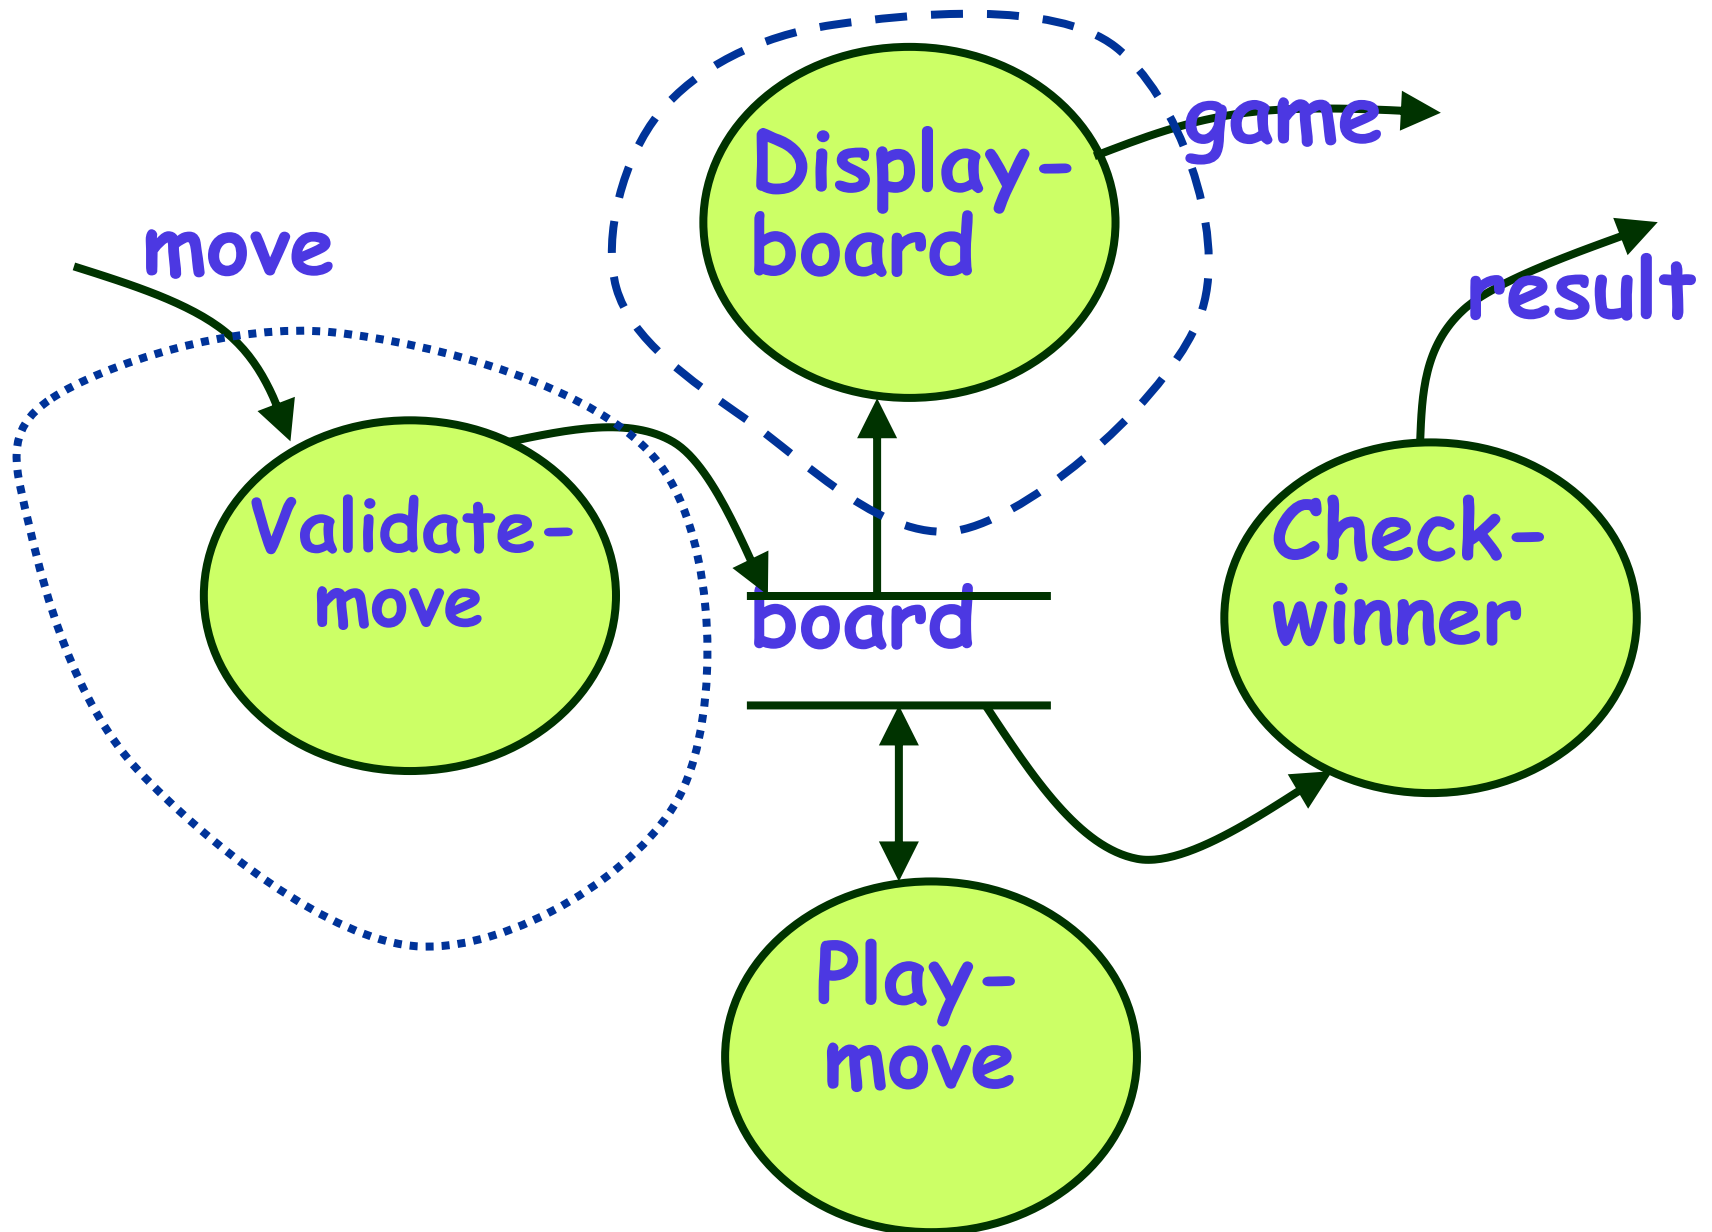 game
Display-
board
move
result
Validate-
move
Check-
winner
board
Play-
move